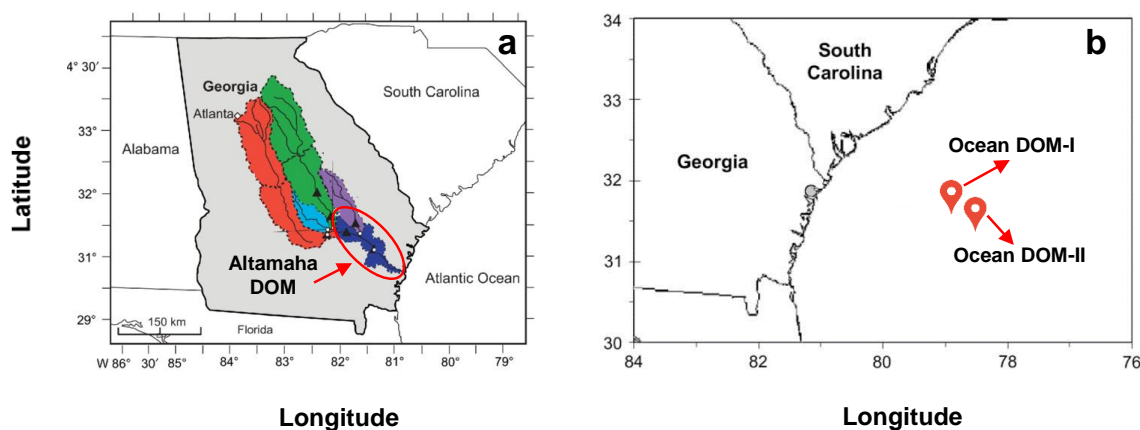 a
4° 30'
33°
32°
31°
29°
Latitude
Georgia
Atlanta
South Carolina
Alabama
Altamaha
DOM
Atlantic Ocean
150 km
Florida
W 86° 30' 85° 84° 83° 82° 81° 80° 79°
Longitude
b
34
33
32
31
30
South
Carolina
Georgia
Ocean DOM-I
Ocean DOM-II
84 82 80 78 76
Longitude